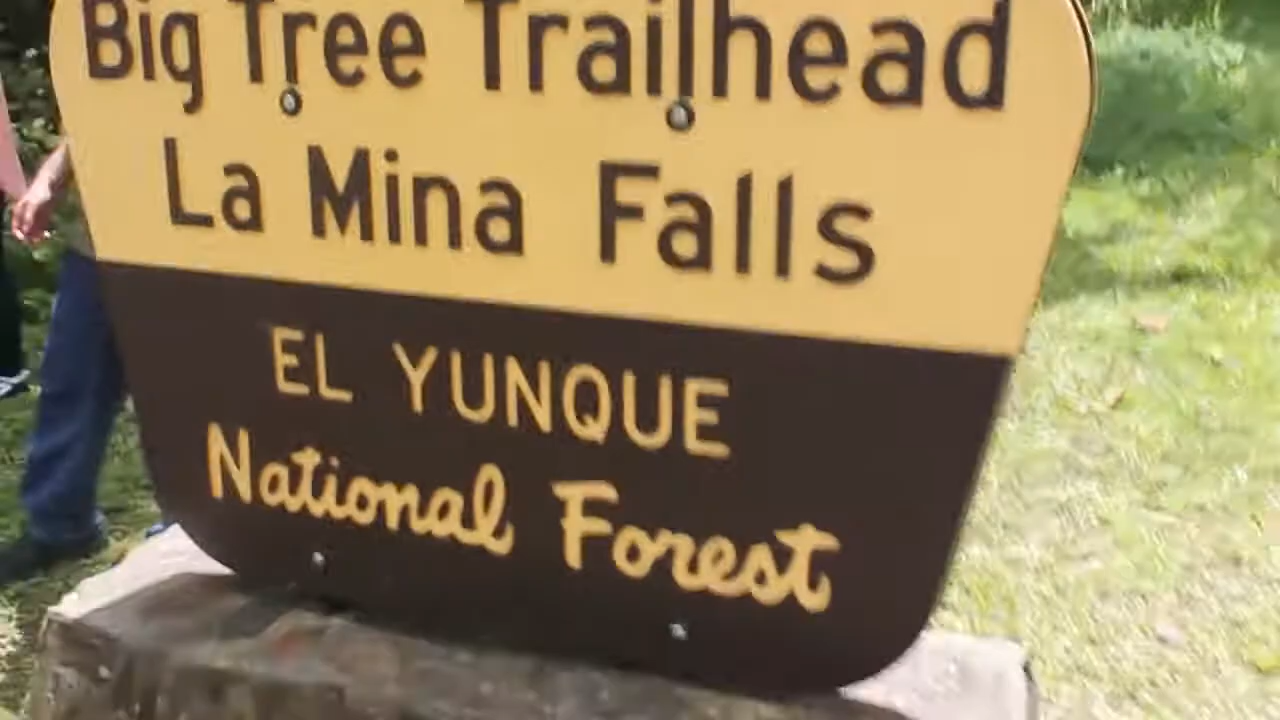 Big Tree Trailhead
La Mina Falls
EL YUNQUE
National Forest